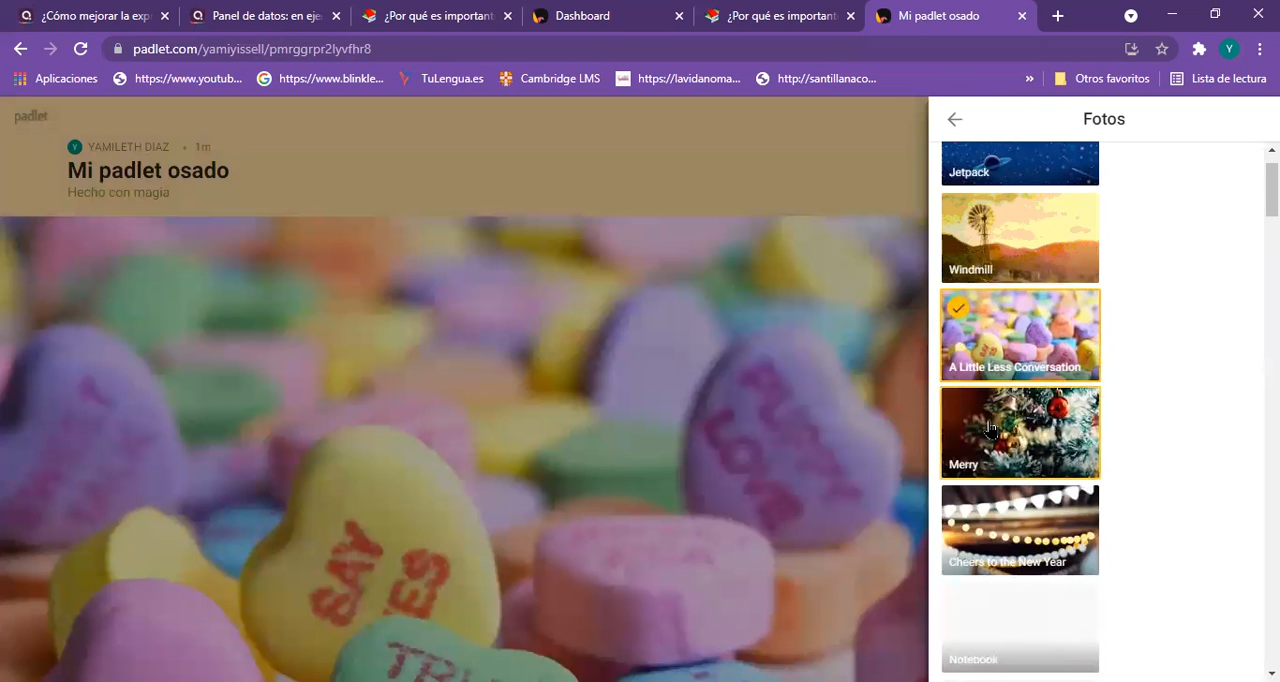 ¿Cómo mejorar la expr
Panel de datos: en eje
¿Por qué es important
Dashboard
¿Por qué es important
Mi padlet osado
padlet.com/yamiyissell/pmrggrpr2lyvfhr8
Y
Aplicaciones
https://www.youtub...
https://www.blinkle...
TuLengua.es
Cambridge LMS
https://lavidanoma...
http://santillanaco...
»
Otros favoritos
Lista de lectura
padlet
Y YAMILETH DIAZ • 1m
Mi padlet osado
Hecho con magia
SAY
YES
Fotos
Jetpack
Windmill
A Little Less Conversation
Merry
Cheers to the New Year
Notebook